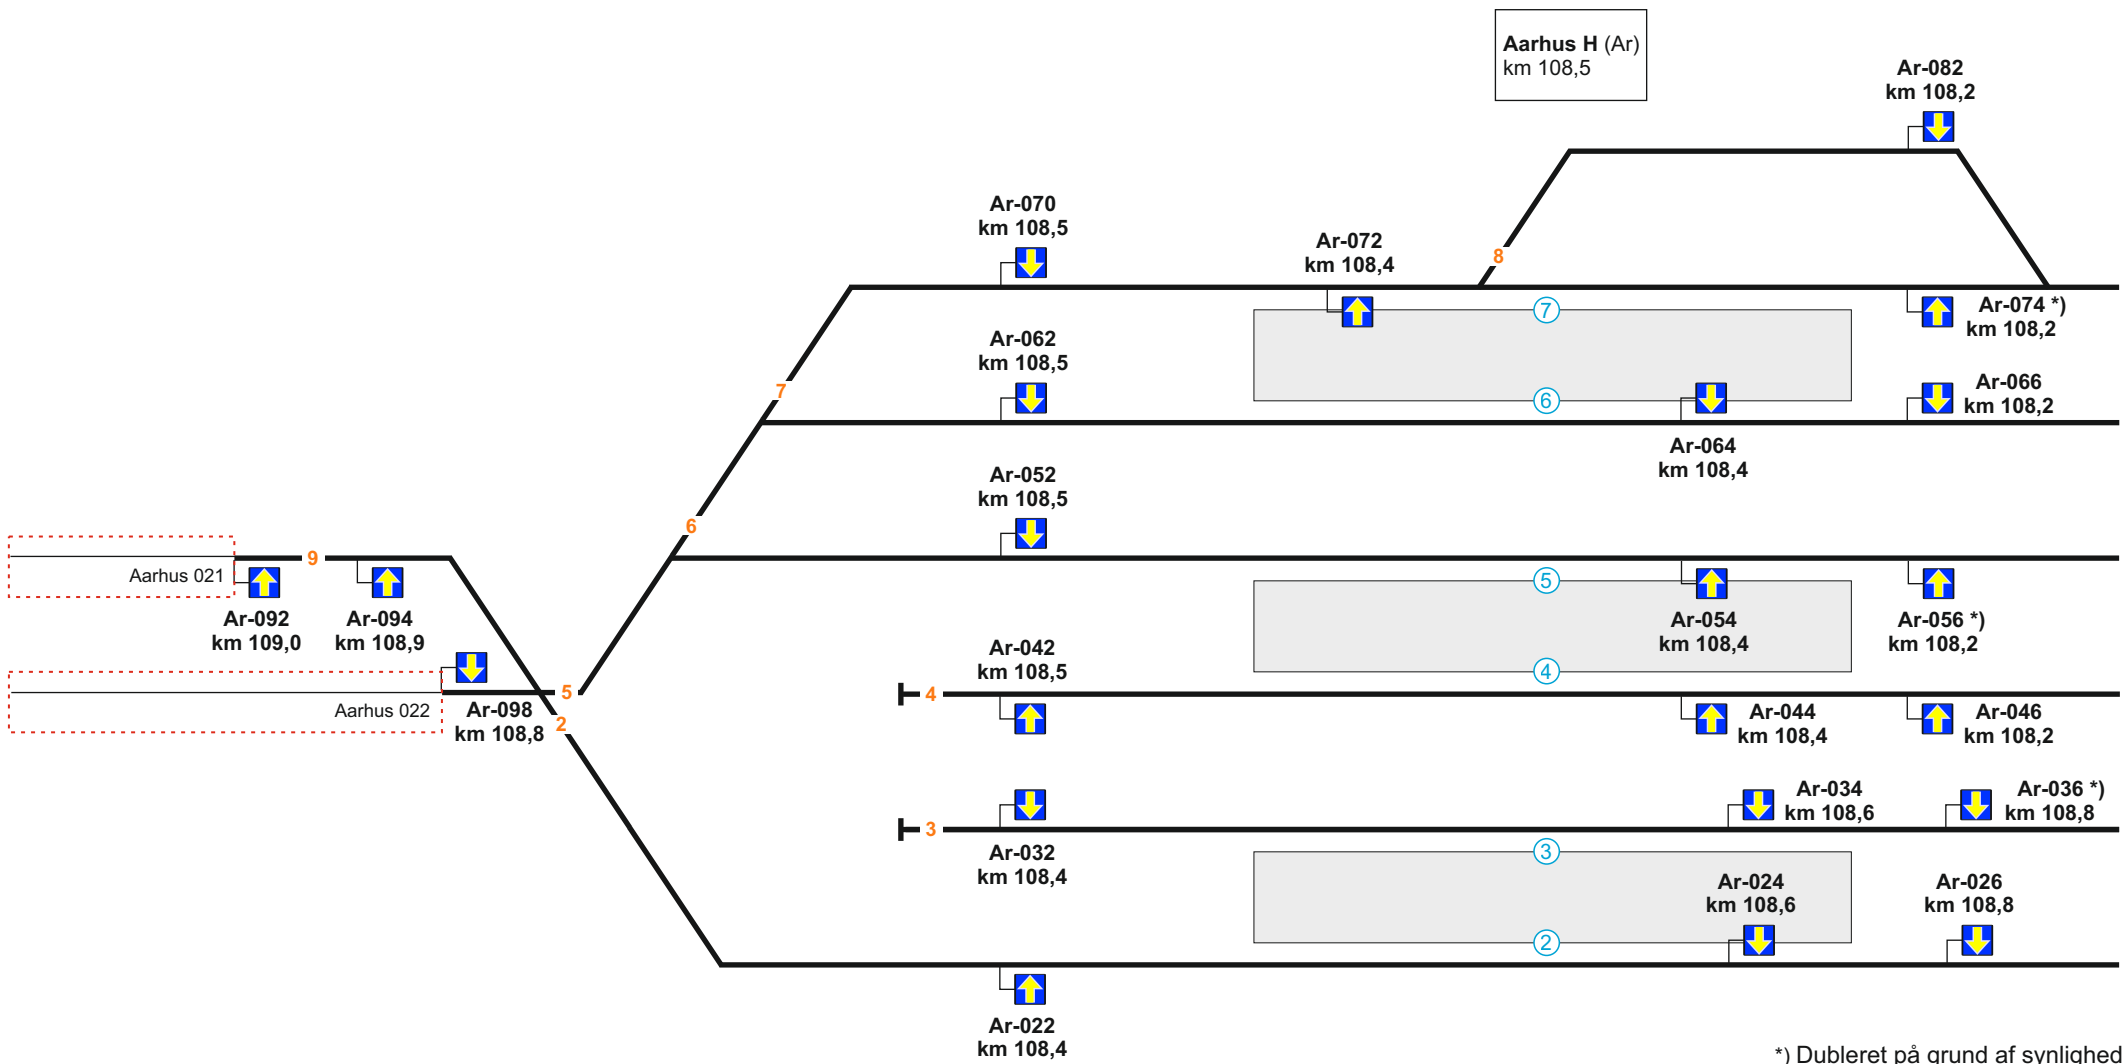 Aarhus H (Ar)
km 108,5
Ar-082
km 108,2
Ar-070
km 108,5
Ar-072
km 108,4
8
7
Ar-074 *)
km 108,2
Ar-062
km 108,5
7
6
Ar-066
km 108,2
Ar-064
km 108,4
Ar-052
km 108,5
6
9
Aarhus 021
5
Ar-092
km 109,0
Ar-094
km 108,9
Ar-054
km 108,4
Ar-056 *)
km 108,2
Ar-042
km 108,5
4
5
4
Aarhus 022
Ar-098
km 108,8
2
Ar-044
km 108,4
Ar-046
km 108,2
Ar-034
km 108,6
Ar-036 *)
km 108,8
3
3
Ar-032
km 108,4
Ar-024
km 108,6
Ar-026
km 108,8
2
Ar-022
km 108,4
*) Dubleret på grund af synlighed